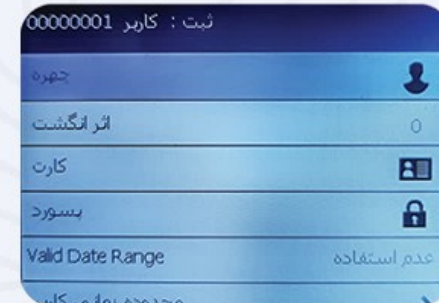 ثبت : کاربر 00000001
چهره
اثر انگشت 0
کارت
پسورد
Valid Date Range عدم استفاده